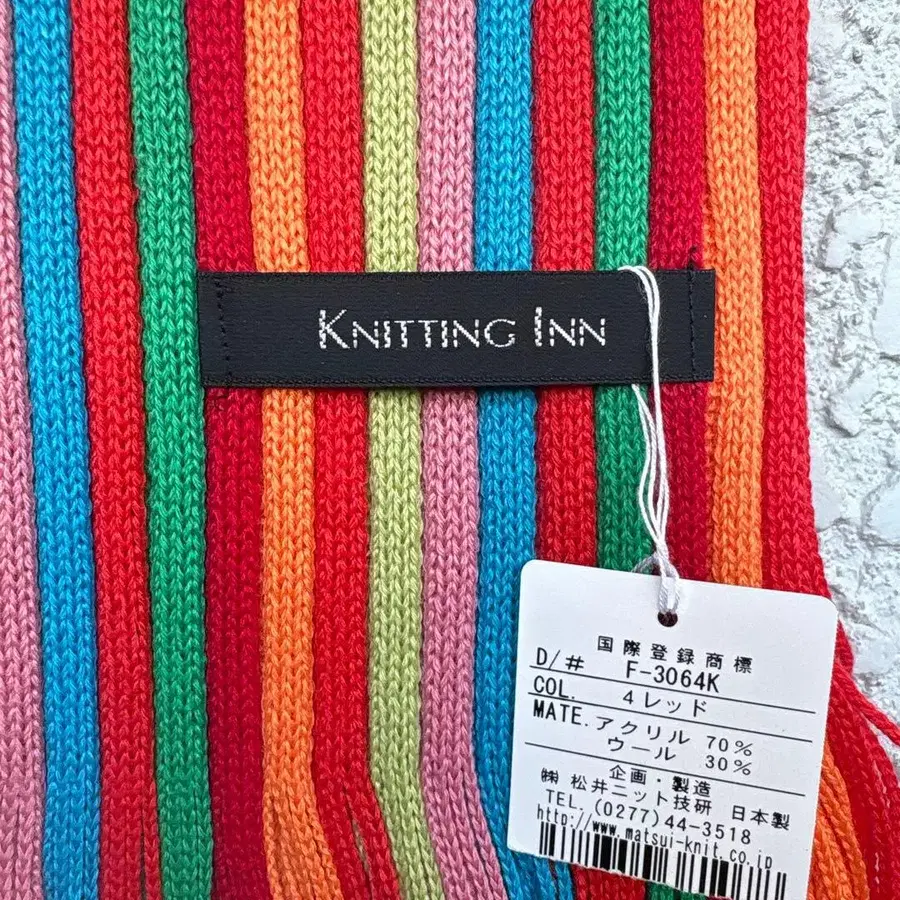 KNITTING INN
国際登録商標
D/# F-3064K
COL. 4レッド
MATE.アクリル 70%
ウール 30%
企画・製造
㈱ 松井ニット技研 日本製
TEL.(0277)44-3518
http://www.matsui-knit.co.jp